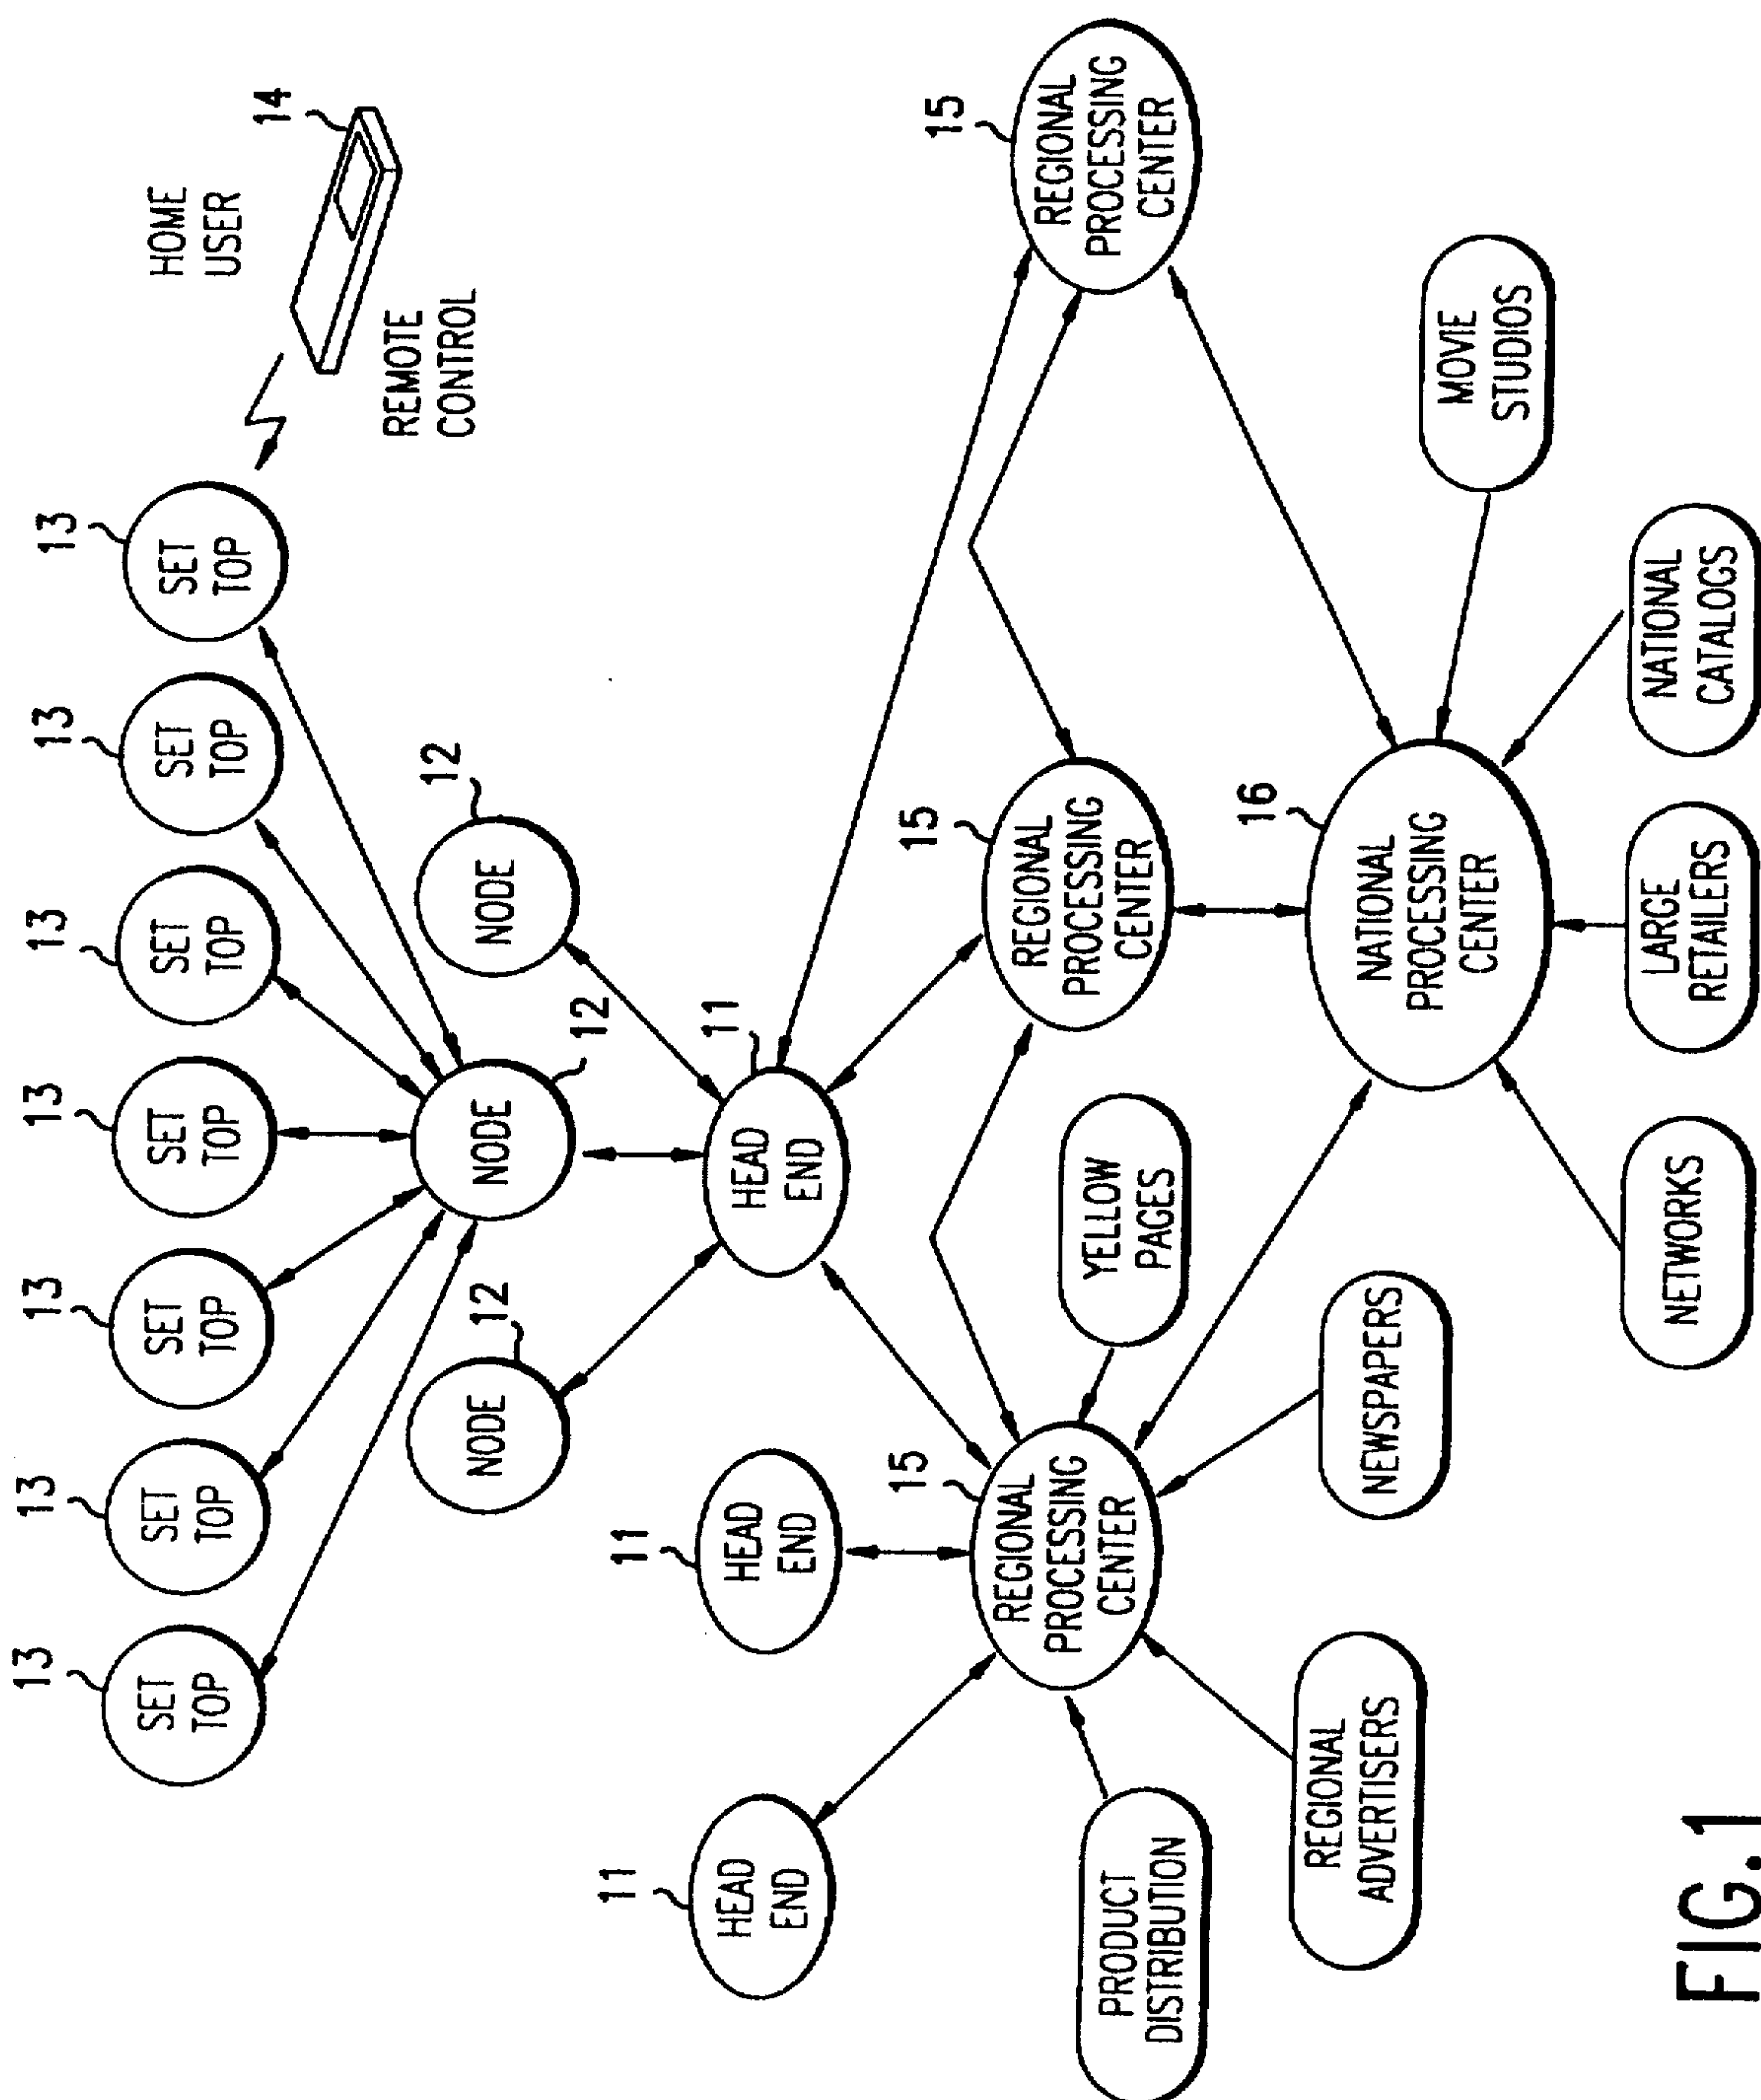 13
13
13
13
13
13
13
SET
TOP
SET
TOP
SET
TOP
SET
TOP
SET
TOP
SET
TOP
SET
TOP
HOME
USER
14
REMOTE
CONTROL
12
NODE
NODE
12
NODE
12
11
HEAD
END
11
HEAD
END
HEAD
END
11
15
REGIONAL
PROCESSING
CENTER
15
REGIONAL
PROCESSING
CENTER
15
REGIONAL
PROCESSING
CENTER
PRODUCT
DISTRIBUTION
YELLOW
PAGES
REGIONAL
ADVERTISERS
NEWSPAPERS
16
NATIONAL
PROCESSING
CENTER
MOVIE
STUDIOS
NETWORKS
LARGE
RETAILERS
NATIONAL
CATALOGS
FIG.1